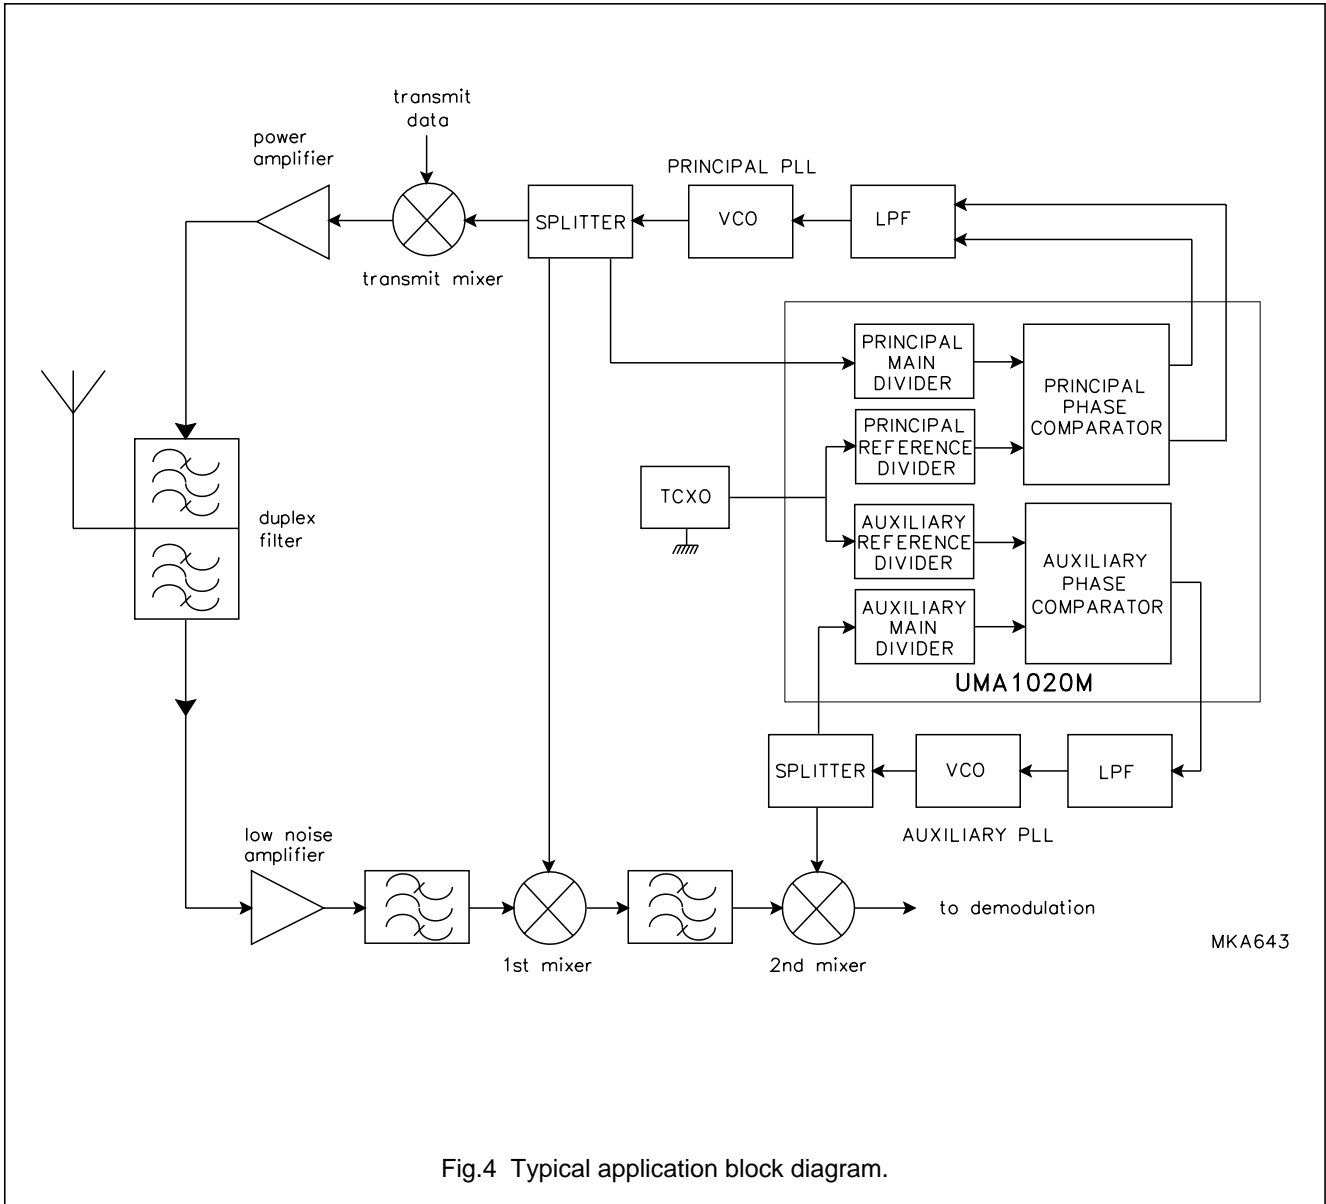 transmit
data
power
amplifier
PRINCIPAL PLL
SPLITTER
VCO
LPF
transmit mixer
PRINCIPAL
MAIN
DIVIDER
PRINCIPAL
PHASE
COMPARATOR
PRINCIPAL
REFERENCE
DIVIDER
TCXO
duplex
filter
AUXILIARY
REFERENCE
DIVIDER
AUXILIARY
PHASE
COMPARATOR
AUXILIARY
MAIN
DIVIDER
UMA1020M
SPLITTER
VCO
LPF
AUXILIARY PLL
low noise
amplifier
to demodulation
MKA643
1st mixer
2nd mixer
Fig.4 Typical application block diagram.